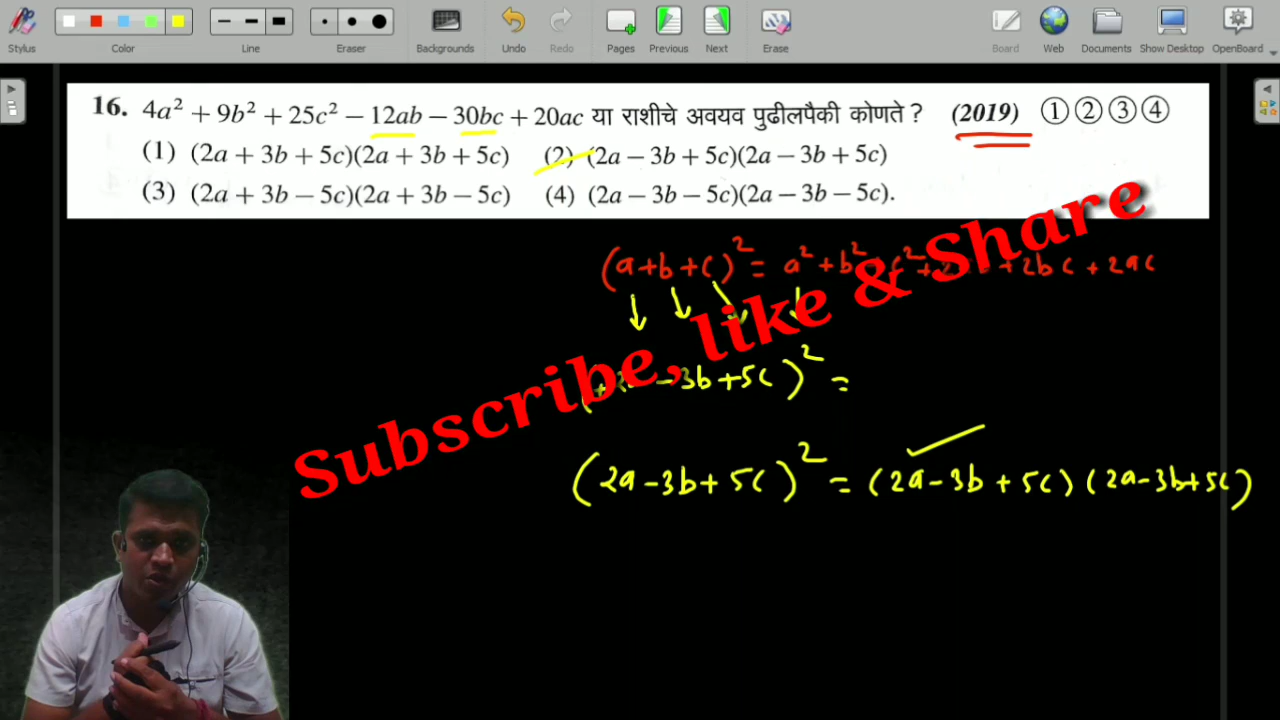 Stylus Color Line Eraser Backgrounds Undo Redo Pages Previous Next Erase Board Web Documents Show Desktop OpenBoard
16. 4a² + 9b² + 25c² − 12ab − 30bc + 20ac या राशीचे अवयव पुढीलपैकी कोणते ? (2019) ① ② ③ ④
(1) (2a + 3b + 5c)(2a + 3b + 5c) (2) (2a − 3b + 5c)(2a − 3b + 5c)
(3) (2a + 3b − 5c)(2a + 3b − 5c) (4) (2a − 3b − 5c)(2a − 3b − 5c).
(a+b+c)² = a² + b² c² + 2bc + 2ac
Subscribe, like & Share
− 3b + 5c)² =
(2a − 3b + 5c)² = (2a − 3b + 5c) (2a − 3b + 5c)